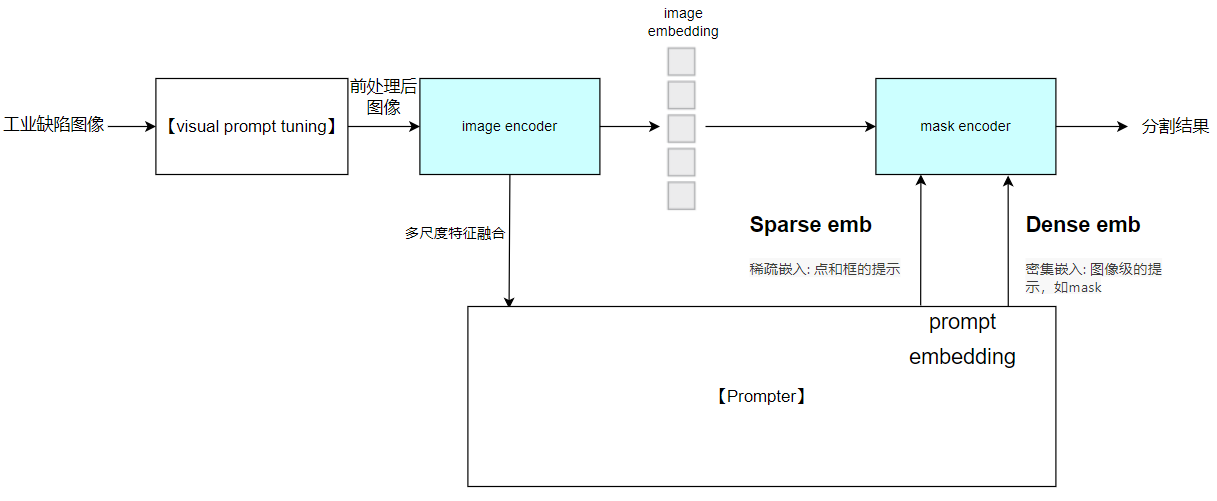 image
embedding
工业缺陷图像
【visual prompt tuning】
前处理后
图像
image encoder
mask encoder
分割结果
多尺度特征融合
Sparse emb
稀疏嵌入: 点和框的提示
Dense emb
密集嵌入: 图像级的提
示，如mask
prompt
embedding
【Prompter】